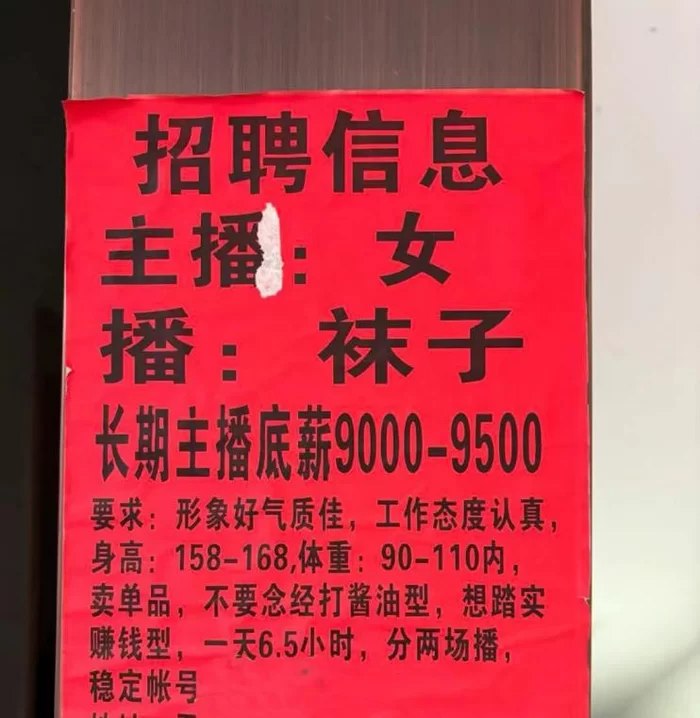 招聘信息
主播：女
播：袜子
长期主播底薪9000-9500
要求：形象好气质佳，工作态度认真，
身高：158-168,体重：90-110内，
卖单品，不要念经打酱油型，想踏实
赚钱型，一天6.5小时，分两场播，
稳定帐号